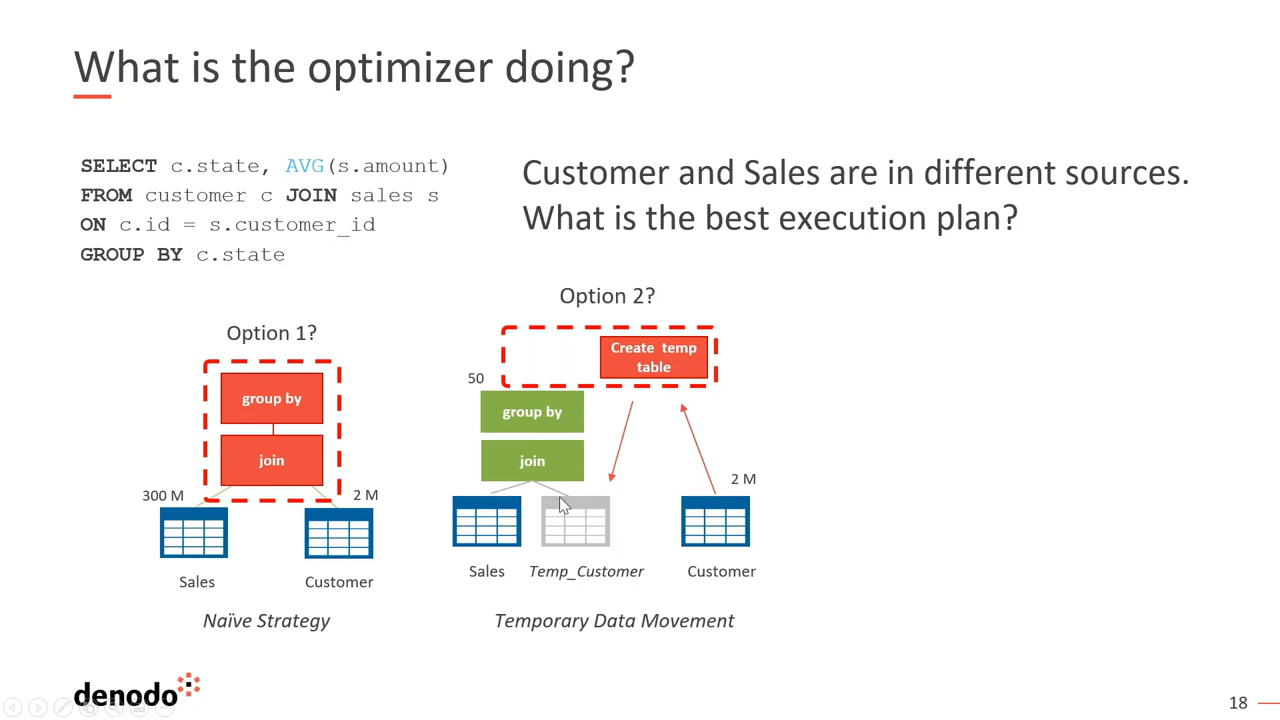 What is the optimizer doing?
SELECT c.state, AVG(s.amount)
FROM customer c JOIN sales s
ON c.id = s.customer_id
GROUP BY c.state
Customer and Sales are in different sources.
What is the best execution plan?
Option 1?
group by
join
300 M
2 M
Sales
Customer
Naïve Strategy
Option 2?
Create temp
table
50
group by
join
2 M
Sales
Temp_Customer
Customer
Temporary Data Movement
denodo
18